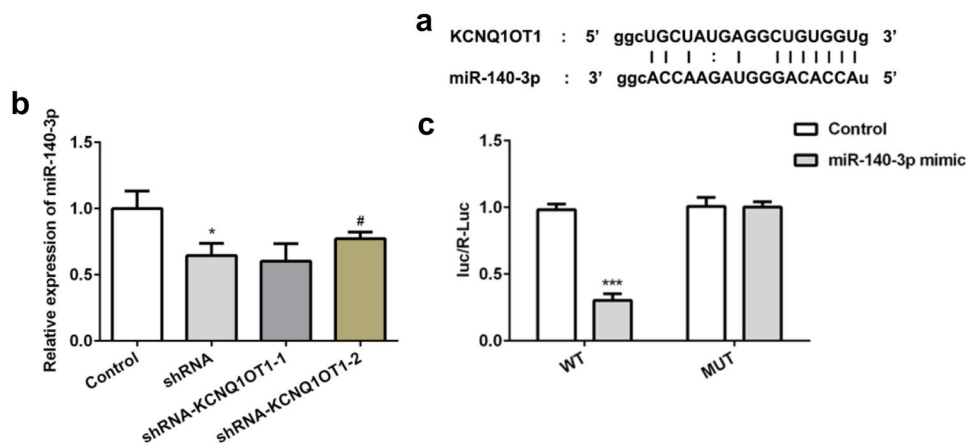 a
KCNQ1OT1 : 5’ ggcUGCUAUGAGGCUGUGGUg 3’
| | | : | | | | | | | |
miR-140-3p : 3’ ggcACCAAGAUGGGACACCAu 5’
b
Relative expression of miR-140-3p
1.5
1.0
0.5
0.0
*
#
Control
shRNA
shRNA-KCNQ1OT1-1
shRNA-KCNQ1OT1-2
c
Control
miR-140-3p mimic
luc/R-Luc
1.5
1.0
0.5
0.0
***
WT
MUT